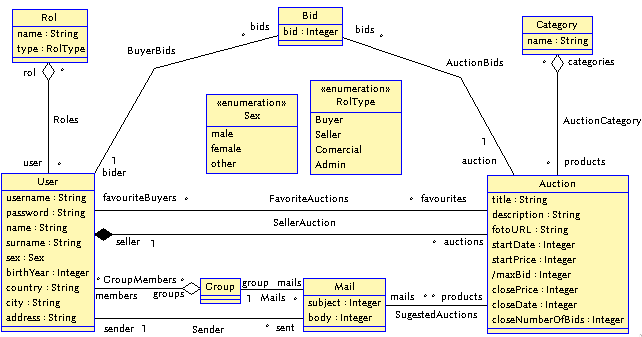 Rol
name : String
type : RolType
rol *
Roles
user *
BuyerBids
* bids
1
bider
Bid
bid : Integer
bids *
AuctionBids
1
auction
Category
name : String
* categories
AuctionCategory
* products
«enumeration»
Sex
male
female
other
«enumeration»
RolType
Buyer
Seller
Comercial
Admin
User
username : String
password : String
name : String
surname : String
sex : Sex
birthYear : Integer
country : String
city : String
address : String
favouriteBuyers * FavoriteAuctions * favourites
SellerAuction
seller 1 * auctions
* GroupMembers *
members groups
Group
group mails
1 Mails *
Mail
subject : Integer
body : Integer
mails * * products
SugestedAuctions
sender 1 Sender * sent
Auction
title : String
description : String
fotoURL : String
startDate : Integer
startPrice : Integer
/maxBid : Integer
closePrice : Integer
closeDate : Integer
closeNumberOfBids : Integer